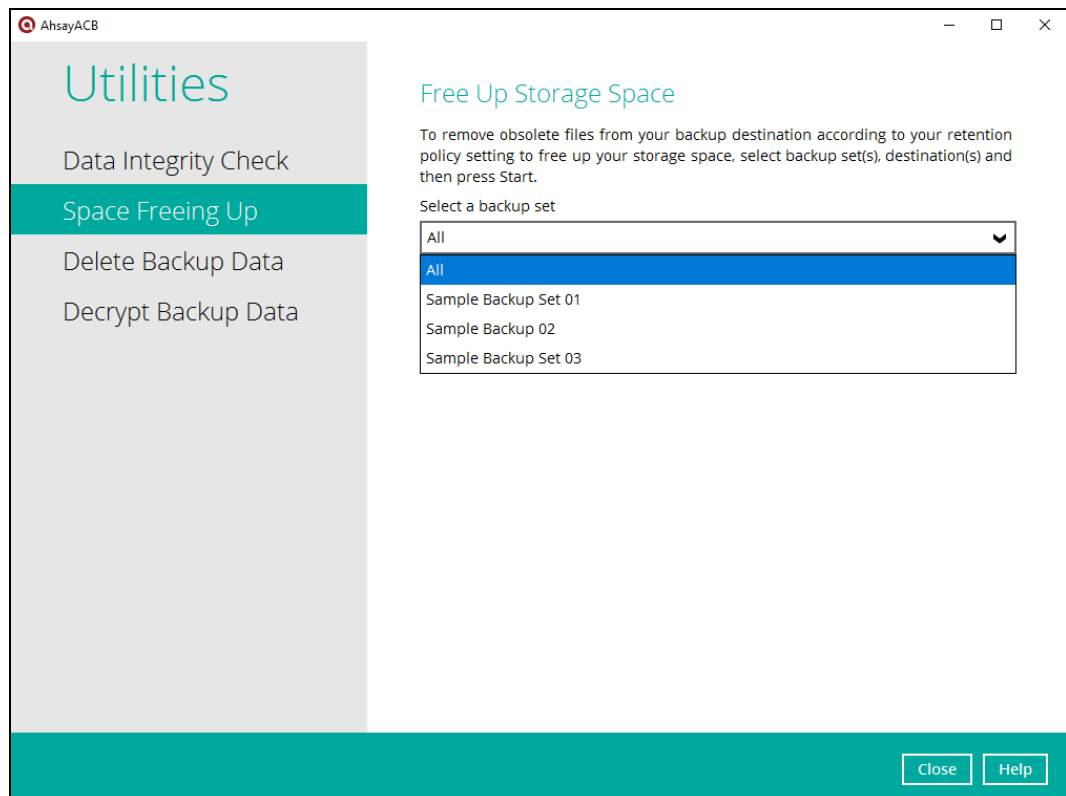 AhsayACB
Utilities
Data Integrity Check
Space Freeing Up
Delete Backup Data
Decrypt Backup Data
Free Up Storage Space
To remove obsolete files from your backup destination according to your retention
policy setting to free up your storage space, select backup set(s), destination(s) and
then press Start.
Select a backup set
All
All
Sample Backup Set 01
Sample Backup 02
Sample Backup Set 03
Close
Help